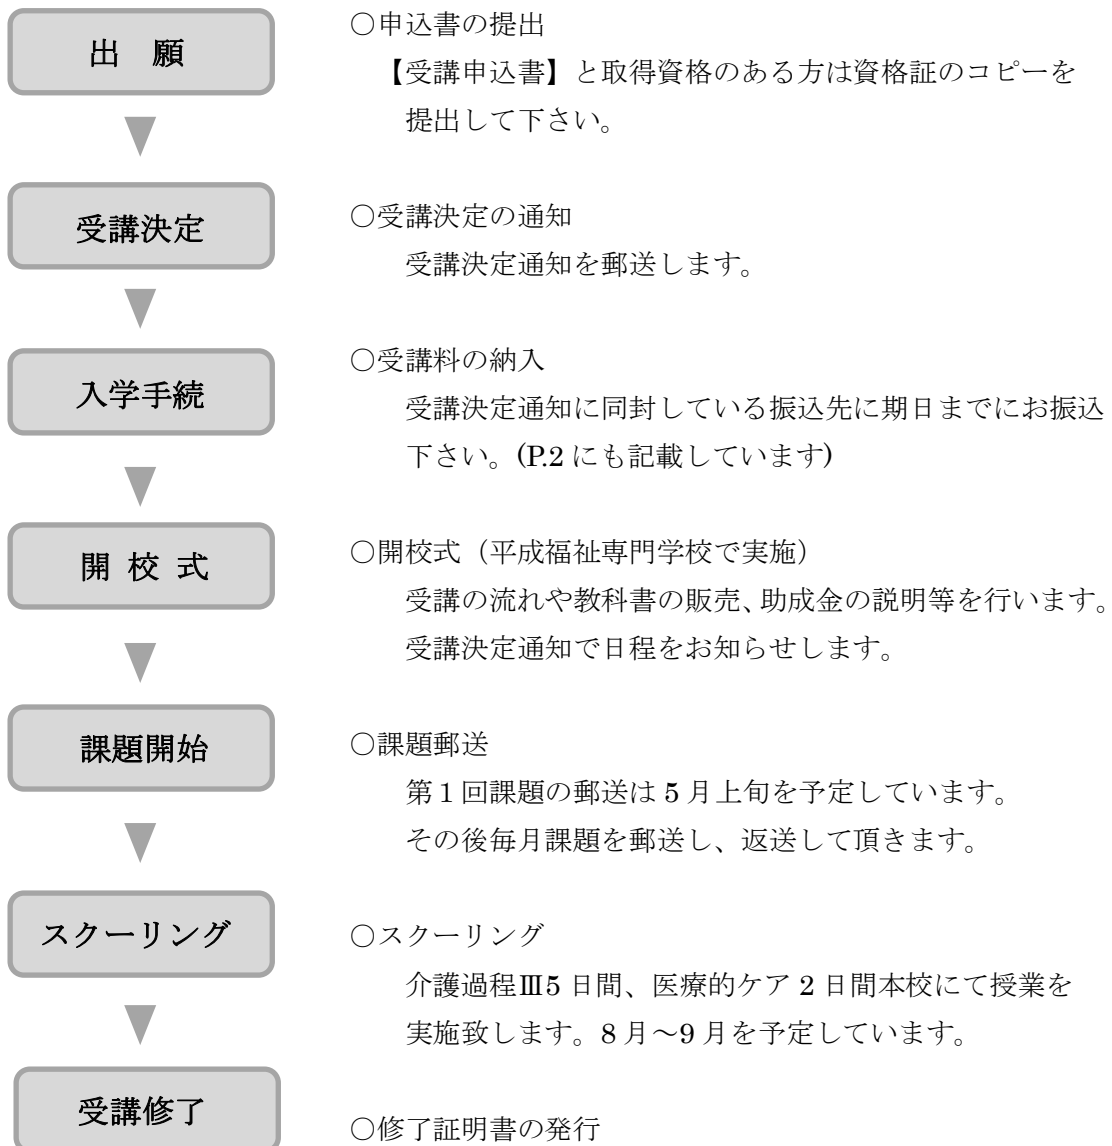 出　願
○申込書の提出
【受講申込書】と取得資格のある方は資格証のコピーを
提出して下さい。
受講決定
○受講決定の通知
受講決定通知を郵送します。
入学手続
○受講料の納入
受講決定通知に同封している振込先に期日までにお振込
下さい。(P.2 にも記載しています)
開 校 式
○開校式（平成福祉専門学校で実施）
受講の流れや教科書の販売、助成金の説明等を行います。
受講決定通知で日程をお知らせします。
課題開始
○課題郵送
第１回課題の郵送は 5 月上旬を予定しています。
その後毎月課題を郵送し、返送して頂きます。
スクーリング
○スクーリング
介護過程Ⅲ5 日間、医療的ケア 2 日間本校にて授業を
実施致します。8 月～9 月を予定しています。
受講修了
○修了証明書の発行